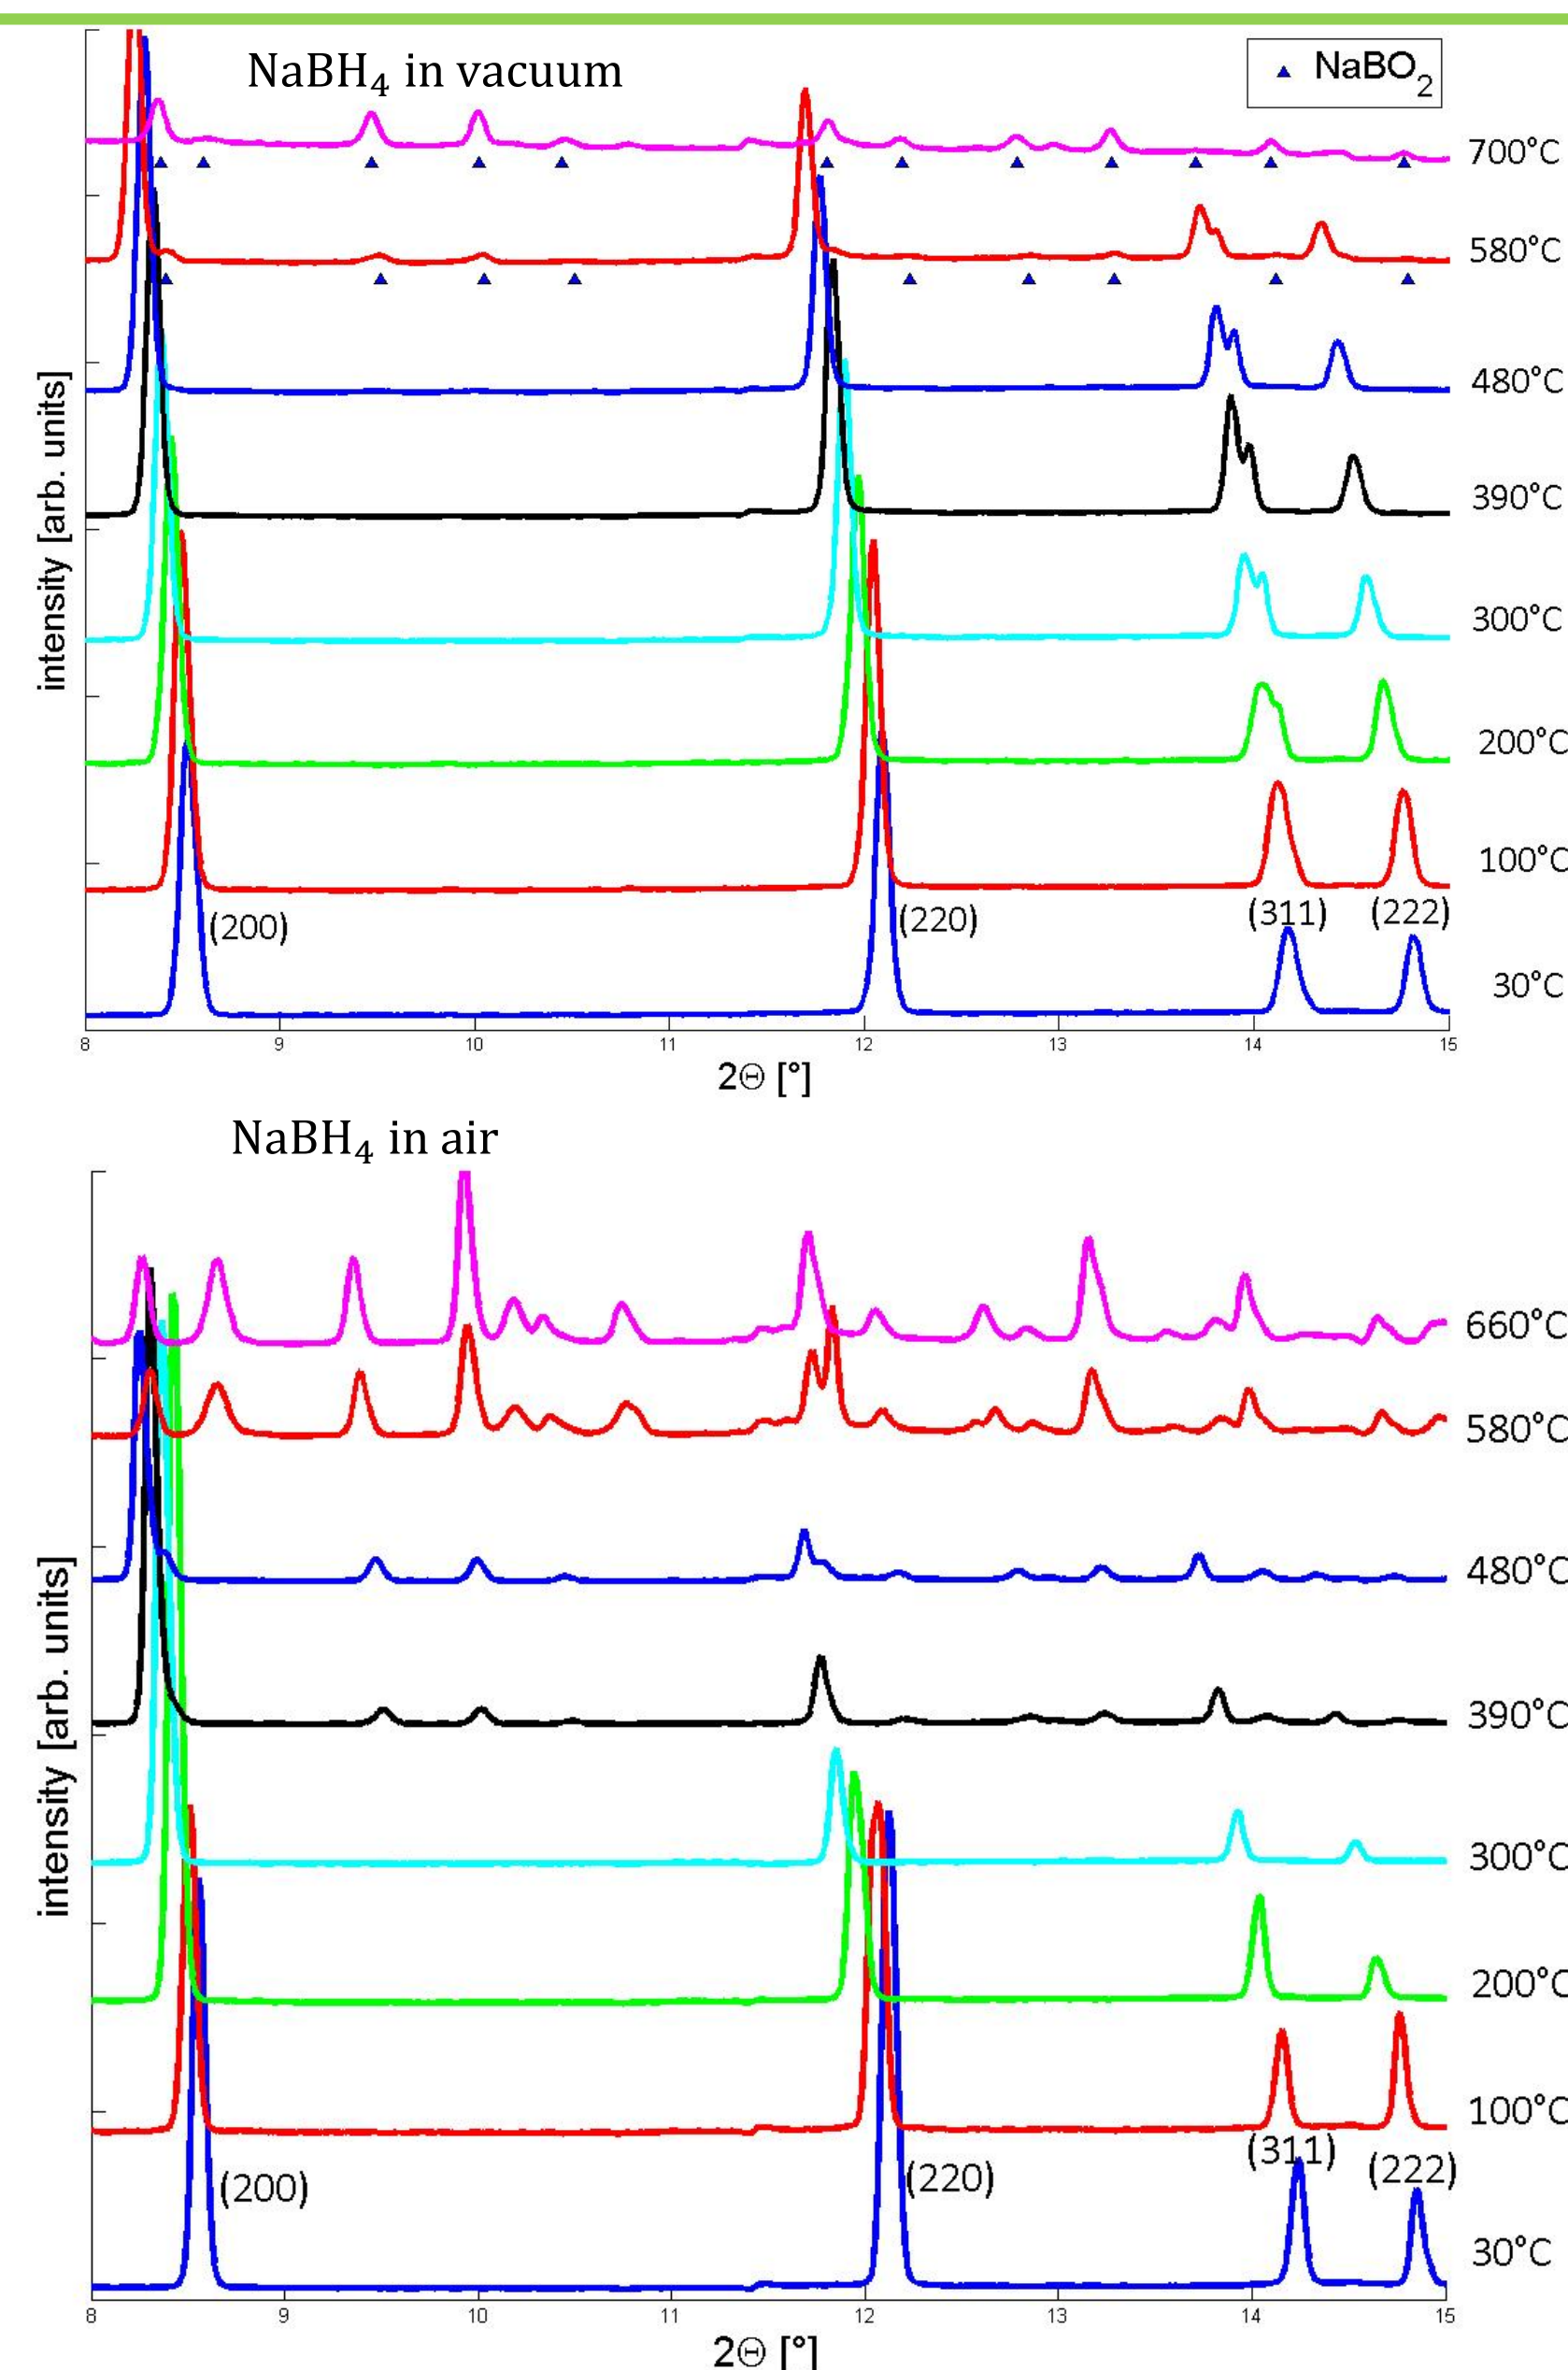 NaBH₄ in vacuum
▲ NaBO₂
700°C
580°C
480°C
390°C
300°C
200°C
100°C
30°C
intensity [arb. units]
(200)
(220)
(311)
(222)
8 9 10 11 12 13 14 15
2Θ [°]
NaBH₄ in air
660°C
580°C
480°C
390°C
300°C
200°C
100°C
30°C
intensity [arb. units]
(200)
(220)
(311)
(222)
8 9 10 11 12 13 14 15
2Θ [°]